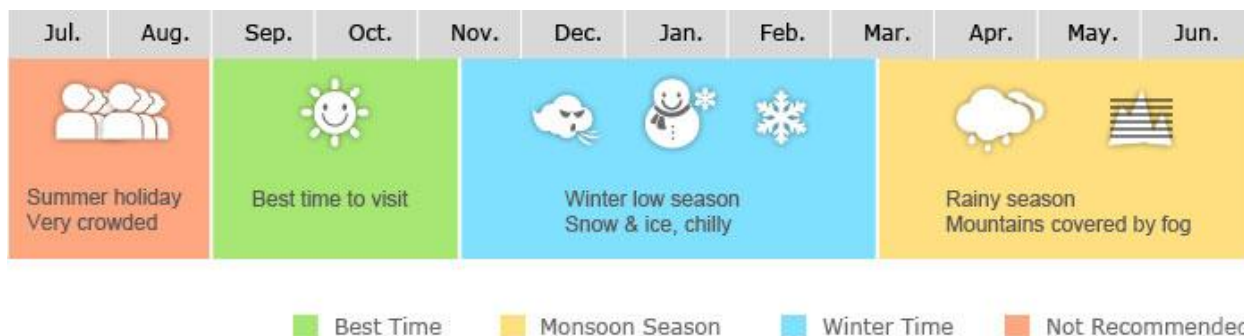 Jul. Aug. Sep. Oct. Nov. Dec. Jan. Feb. Mar. Apr. May. Jun.
Summer holiday
Very crowded
Best time to visit
Winter low season
Snow & ice, chilly
Rainy season
Mountains covered by fog
Best Time Monsoon Season Winter Time Not Recommended